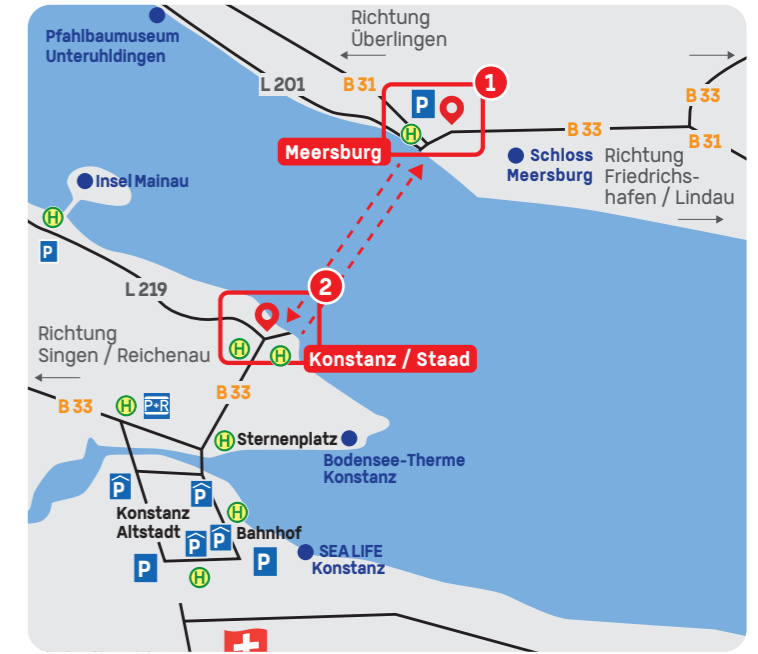 Richtung
Überlingen
Pfahlbaumuseum
Unteruhldingen
L 201
B 31
P
1
H
B 33
B 33
B 31
Meersburg
Schloss
Meersburg
Richtung
Friedrichs-
hafen / Lindau
Insel Mainau
H
P
L 219
2
Richtung
Singen / Reichenau
H
H
Konstanz / Staad
B 33
B 33
H
P+R
H
Sternenplatz
Bodensee-Therme
Konstanz
P
P
Konstanz
Altstadt
H
P
P
Bahnhof
P
P
SEA LIFE
Konstanz
H